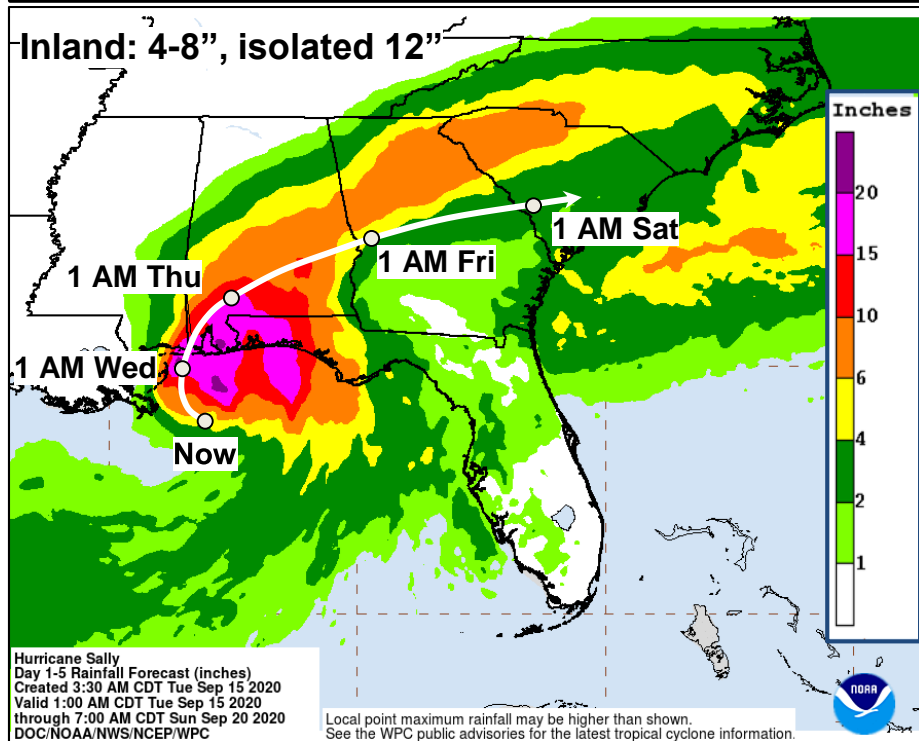 Inland: 4-8”, isolated 12”
Inches
20
15
10
6
4
2
1
1 AM Sat
1 AM Fri
1 AM Thu
1 AM Wed
Now
Hurricane Sally
Day 1-5 Rainfall Forecast (inches)
Created 3:30 AM CDT Tue Sep 15 2020
Valid 1:00 AM CDT Tue Sep 15 2020
through 7:00 AM CDT Sun Sep 20 2020
DOC/NOAA/NWS/NCEP/WPC
Local point maximum rainfall may be higher than shown.
See the WPC public advisories for the latest tropical cyclone information.
NOAA